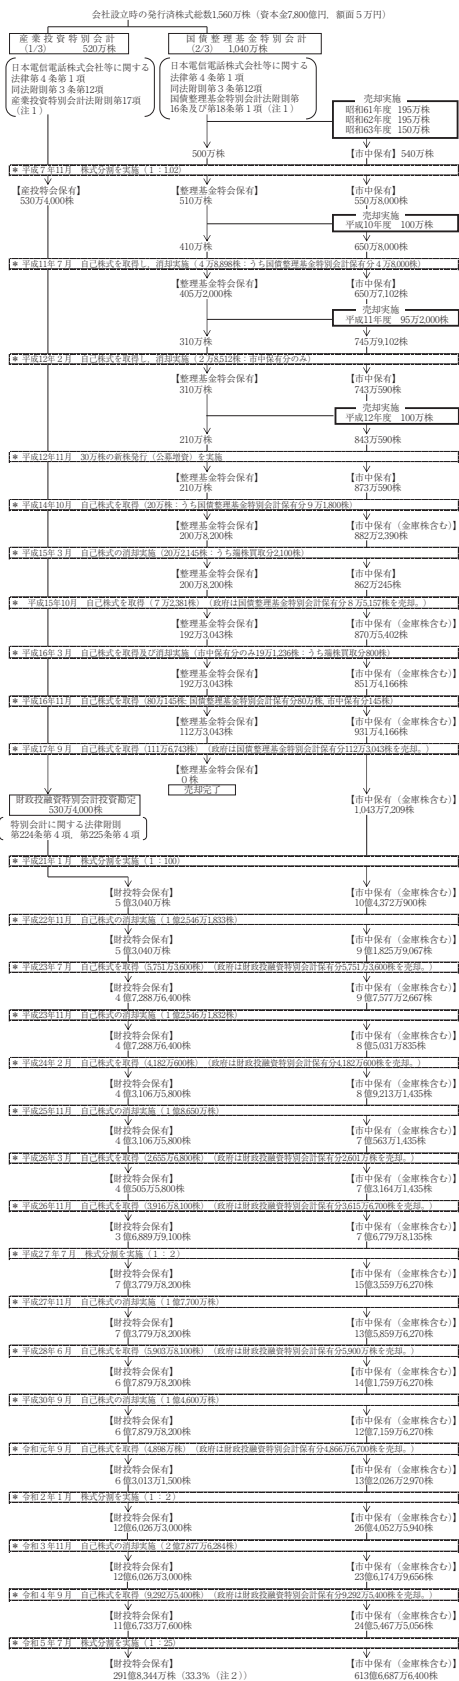 会社設立時の発行済株式総数1,560万株（資本金7,800億円，額面５万円）
産業投資特別会計
（1/3）　520万株
国債整理基金特別会計
（2/3）　1,040万株
日本電信電話株式会社等に関する
法律第４条第１項
同法附則第３条第12項
産業投資特別会計法附則第17項
（注１）
日本電信電話株式会社等に関する
法律第４条第１項
同法附則第３条第12項
国債整理基金特別会計法附則第
16条及び第18条第１項（注１）
売却実施
昭和61年度　195万株
昭和62年度　195万株
昭和63年度　150万株
500万株
【市中保有】540万株
＊ 平成７年11月　株式分割を実施（１：1.02）
【産投特会保有】
530万4,000株
【整理基金特会保有】
510万株
【市中保有】
550万8,000株
売却実施
平成10年度　100万株
410万株
650万8,000株
＊ 平成11年７月　自己株式を取得し，消却実施（４万8,898株：うち国債整理基金特別会計保有分４万8,000株）
【整理基金特会保有】
405万2,000株
【市中保有】
650万7,102株
売却実施
平成11年度　95万2,000株
310万株
745万9,102株
＊ 平成12年２月　自己株式を取得し，消却実施（２万8,512株：市中保有分のみ）
【整理基金特会保有】
310万株
【市中保有】
743万590株
売却実施
平成12年度　100万株
210万株
843万590株
＊ 平成12年11月　30万株の新株発行（公募増資）を実施
【整理基金特会保有】
210万株
【市中保有】
873万590株
＊ 平成14年10月　自己株式を取得（20万株：うち国債整理基金特別会計保有分９万1,800株）
【整理基金特会保有】
200万8,200株
【市中保有（金庫株含む）】
882万2,390株
＊ 平成15年３月　自己株式の消却実施（20万2,145株：うち端株買取分2,100株）
【整理基金特会保有】
200万8,200株
【市中保有】
862万245株
＊　平成15年10月　自己株式を取得（７万2,381株）（政府は国債整理基金特別会計保有分８万5,157株を売却。）
【整理基金特会保有】
192万3,043株
【市中保有（金庫株含む）】
870万5,402株
＊ 平成16年３月　自己株式を取得及び消却実施（市中保有分のみ19万1,236株：うち端株買取分800株）
【整理基金特会保有】
192万3,043株
【市中保有（金庫株含む）】
851万4,166株
＊ 平成16年11月　自己株式を取得（80万145株：国債整理基金特別会計保有分80万株，市中保有分145株）
【整理基金特会保有】
112万3,043株
【市中保有（金庫株含む）】
931万4,166株
＊ 平成17年９月　自己株式を取得（111万6,743株）（政府は国債整理基金特別会計保有分112万3,043株を売却。）
【整理基金特会保有】
０株
売却完了
財政投融資特別会計投資勘定
530万4,000株
【市中保有（金庫株含む）】
1,043万7,209株
特別会計に関する法律附則
第224条第４項，第225条第４項
＊ 平成21年１月　株式分割を実施（１：100）
【財投特会保有】
５億3,040万株
【市中保有（金庫株含む）】
10億4,372万900株
＊ 平成22年11月　自己株式の消却実施（１億2,546万1,833株）
【財投特会保有】
５億3,040万株
【市中保有（金庫株含む）】
９億1,825万9,067株
＊ 平成23年７月　自己株式を取得（5,751万3,600株）（政府は財政投融資特別会計保有分5,751万3,600株を売却。）
【財投特会保有】
４億7,288万6,400株
【市中保有（金庫株含む）】
９億7,577万2,667株
＊ 平成23年11月　自己株式の消却実施（１億2,546万1,832株）
【財投特会保有】
４億7,288万6,400株
【市中保有（金庫株含む）】
８億5,031万835株
＊ 平成24年２月　自己株式を取得（4,182万600株）（政府は財政投融資特別会計保有分4,182万600株を売却。）
【財投特会保有】
４億3,106万5,800株
【市中保有（金庫株含む）】
８億9,213万1,435株
＊ 平成25年11月　自己株式の消却実施（１億8,650万株）
【財投特会保有】
４億3,106万5,800株
【市中保有（金庫株含む）】
７億563万1,435株
＊ 平成26年３月　自己株式を取得（2,655万6,800株）（政府は財政投融資特別会計保有分2,601万株を売却。）
【財投特会保有】
４億505万5,800株
【市中保有（金庫株含む）】
７億3,164万1,435株
＊ 平成26年11月　自己株式を取得（3,916万8,100株）（政府は財政投融資特別会計保有分3,615万6,700株を売却。）
【財投特会保有】
３億6,889万9,100株
【市中保有（金庫株含む）】
７億6,779万8,135株
＊ 平成27年７月　株式分割を実施（１：２）
【財投特会保有】
７億3,779万8,200株
【市中保有（金庫株含む）】
15億3,559万6,270株
＊ 平成27年11月　自己株式の消却実施（１億7,700万株）
【財投特会保有】
７億3,779万8,200株
【市中保有（金庫株含む）】
13億5,859万6,270株
＊ 平成28年６月　自己株式を取得（5,903万8,100株）（政府は財政投融資特別会計保有分5,900万株を売却。）
【財投特会保有】
６億7,879万8,200株
【市中保有（金庫株含む）】
14億1,759万6,270株
＊ 平成30年９月　自己株式の消却実施（１億4,600万株）
【財投特会保有】
６億7,879万8,200株
【市中保有（金庫株含む）】
12億7,159万6,270株
＊ 令和元年９月　自己株式を取得（4,898万株）（政府は財政投融資特別会計保有分4,866万6,700株を売却。）
【財投特会保有】
６億3,013万1,500株
【市中保有（金庫株含む）】
13億2,026万2,970株
＊ 令和２年１月　株式分割を実施（１：２）
【財投特会保有】
12億6,026万3,000株
【市中保有（金庫株含む）】
26億4,052万5,940株
＊ 令和３年11月　自己株式の消却実施（２億7,877万6,284株）
【財投特会保有】
12億6,026万3,000株
【市中保有（金庫株含む）】
23億6,174万9,656株
＊ 令和４年９月　自己株式を取得（9,292万5,400株）（政府は財政投融資特別会計保有分9,292万5,400株を売却。）
【財投特会保有】
11億6,733万7,600株
【市中保有（金庫株含む）】
24億5,467万5,056株
＊ 令和５年７月　株式分割を実施（１：25）
【財投特会保有】
291億8,344万株（33.3％（注２））
【市中保有（金庫株含む）】
613億6,687万6,400株